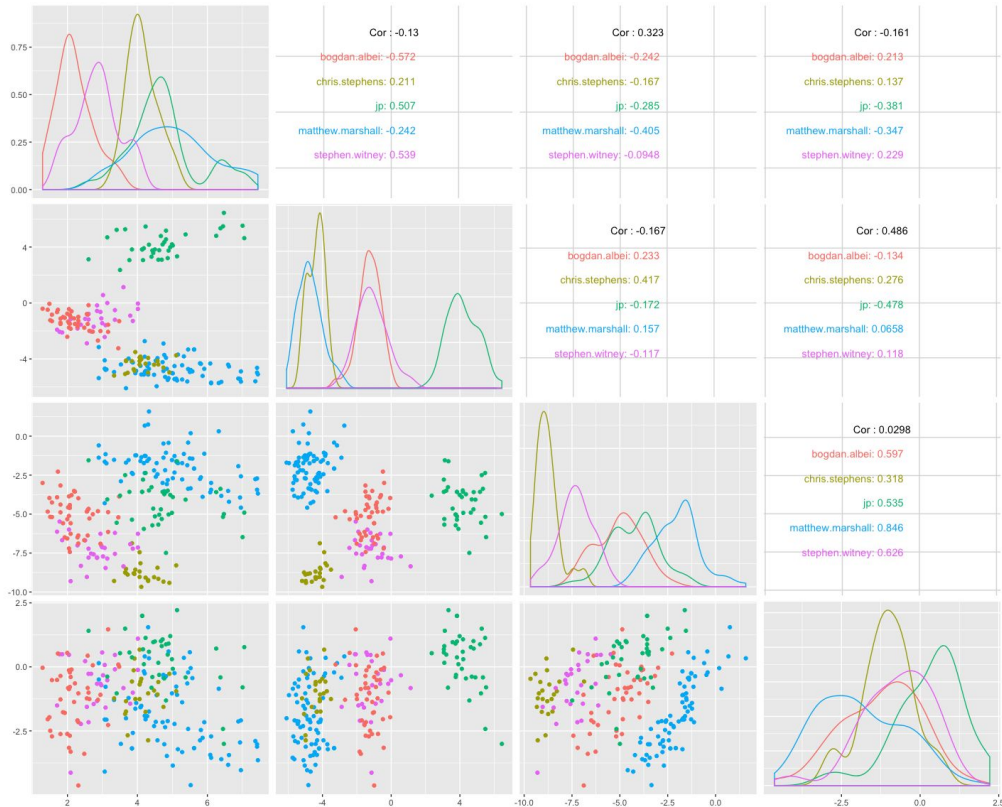 Cor : -0.13
bogdan.albei: -0.572
chris.stephens: 0.211
jp: 0.507
matthew.marshall: -0.242
stephen.witney: 0.539
Cor : 0.323
bogdan.albei: -0.242
chris.stephens: -0.167
jp: -0.285
matthew.marshall: -0.405
stephen.witney: -0.0948
Cor : -0.161
bogdan.albei: 0.213
chris.stephens: 0.137
jp: -0.381
matthew.marshall: -0.347
stephen.witney: 0.229
0.75
0.50
0.25
0.00
Cor : -0.167
bogdan.albei: 0.233
chris.stephens: 0.417
jp: -0.172
matthew.marshall: 0.157
stephen.witney: -0.117
Cor : 0.486
bogdan.albei: -0.134
chris.stephens: 0.276
jp: -0.478
matthew.marshall: 0.0658
stephen.witney: 0.118
4
0
-4
Cor : 0.0298
bogdan.albei: 0.597
chris.stephens: 0.318
jp: 0.535
matthew.marshall: 0.846
stephen.witney: 0.626
0.0
-2.5
-5.0
-7.5
-10.0
2.5
0.0
-2.5
2 4 6
-4 0 4
-10.0 -7.5 -5.0 -2.5 0.0
-2.5 0.0 2.5